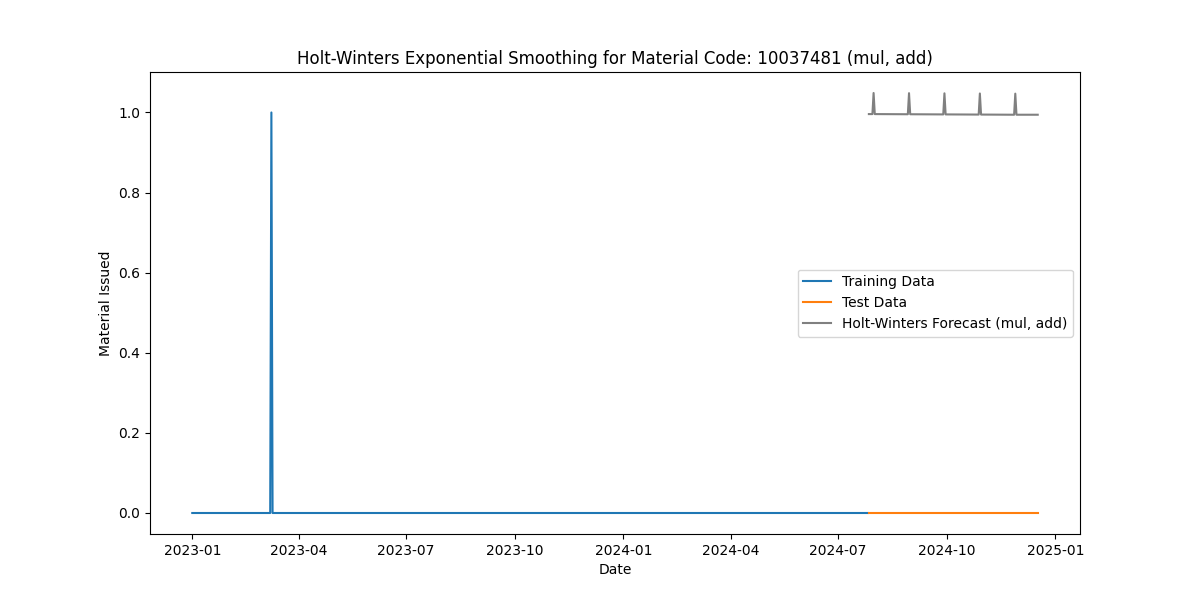 Holt-Winters Exponential Smoothing for Material Code: 10037481 (mul, add)
Material Issued
1.0
0.8
0.6
0.4
0.2
0.0
Training Data
Test Data
Holt-Winters Forecast (mul, add)
2023-01
2023-04
2023-07
2023-10
2024-01
2024-04
2024-07
2024-10
2025-01
Date